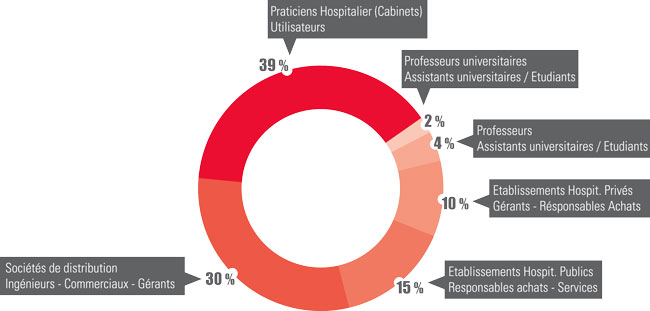 Praticiens Hospitalier (Cabinets)
Utilisateurs
39 %
Professeurs universitaires
Assistants universitaires / Etudiants
2 %
Professeurs
Assistants universitaires / Etudiants
4 %
Etablissements Hospit. Privés
Gérants - Résponsables Achats
10 %
Etablissements Hospit. Publics
Responsables achats - Services
15 %
Sociétés de distribution
Ingénieurs - Commerciaux - Gérants
30 %